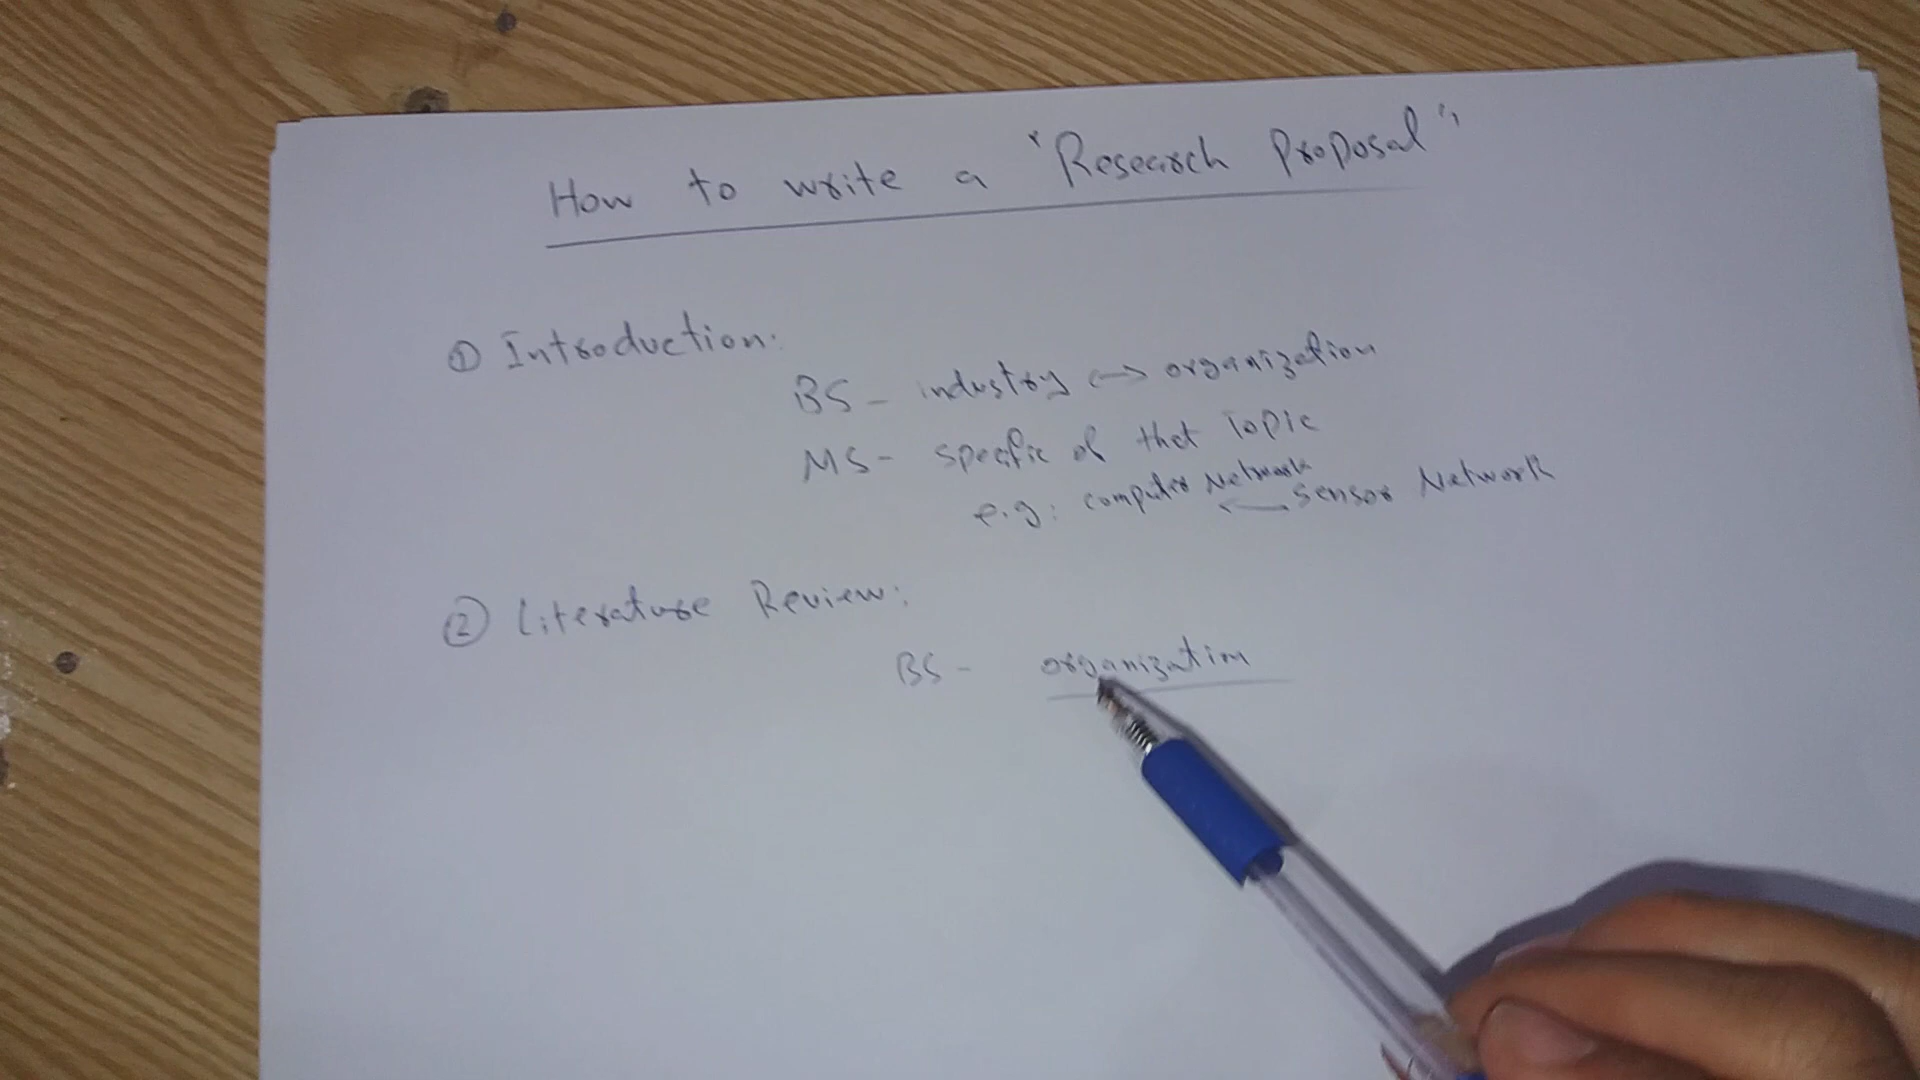 How to write a "Research Proposal"
① Introduction:
BS - industry <-> organization
MS - specific of that Topic
e.g: computer Network <- Sensor Network
② Literature Review:
BS - organization